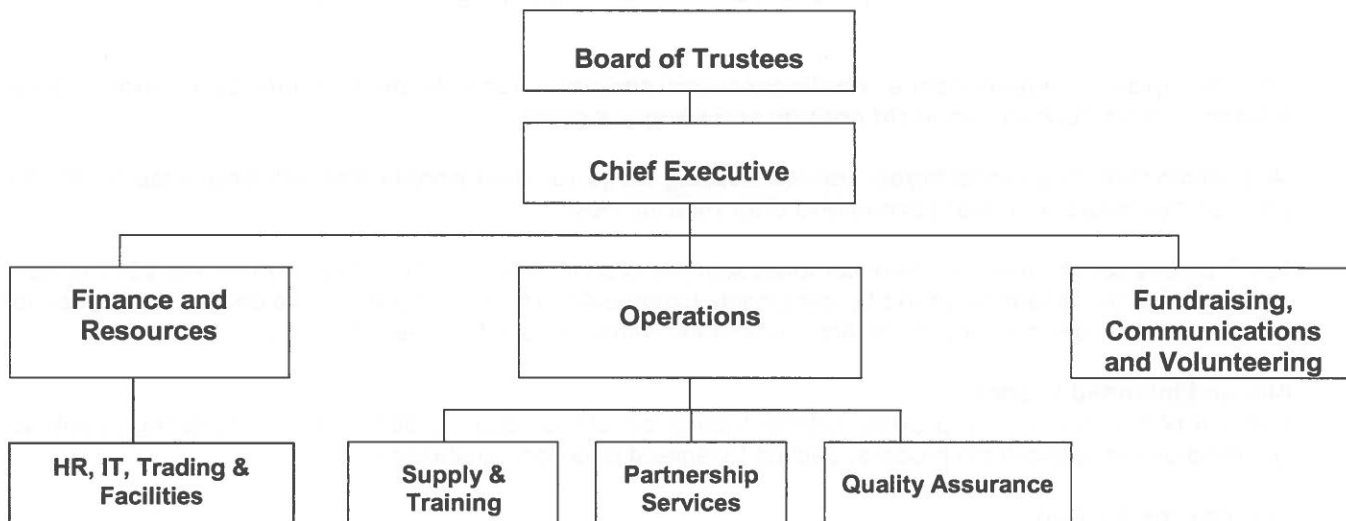 Board of Trustees
Chief Executive
Finance and
Resources
Operations
Fundraising,
Communications
and Volunteering
HR, IT, Trading &
Facilities
Supply &
Training
Partnership
Services
Quality Assurance